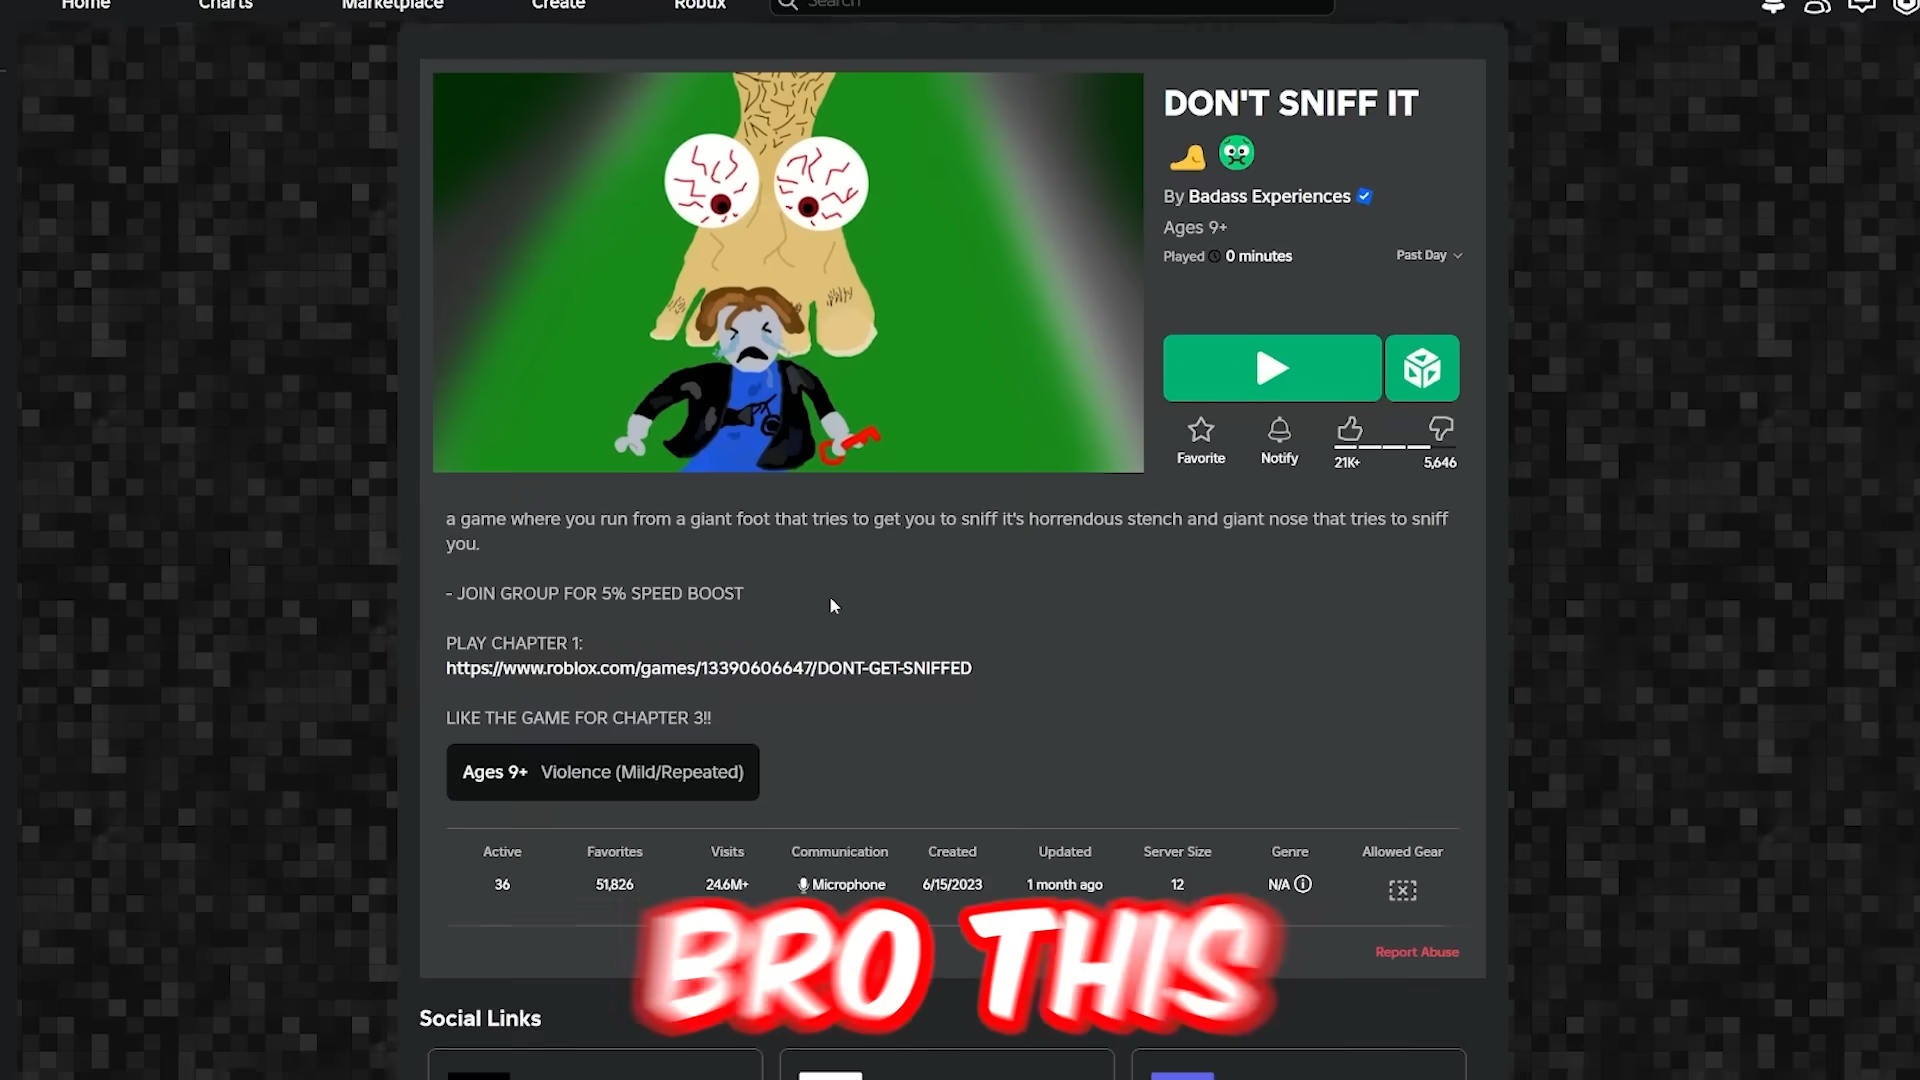 Home Charts Marketplace Create Robux Search
DON'T SNIFF IT
By Badass Experiences
Ages 9+
Played 0 minutes Past Day
Favorite Notify 21K+ 5,646
a game where you run from a giant foot that tries to get you to sniff it's horrendous stench and giant nose that tries to sniff
you.
- JOIN GROUP FOR 5% SPEED BOOST
PLAY CHAPTER 1:
https://www.roblox.com/games/13390606647/DONT-GET-SNIFFED
LIKE THE GAME FOR CHAPTER 3!!
Ages 9+ Violence (Mild/Repeated)
Active Favorites Visits Communication Created Updated Server Size Genre Allowed Gear
36 51,826 24.6M+ Microphone 6/15/2023 1 month ago 12 N/A
BRO THIS
Report Abuse
Social Links